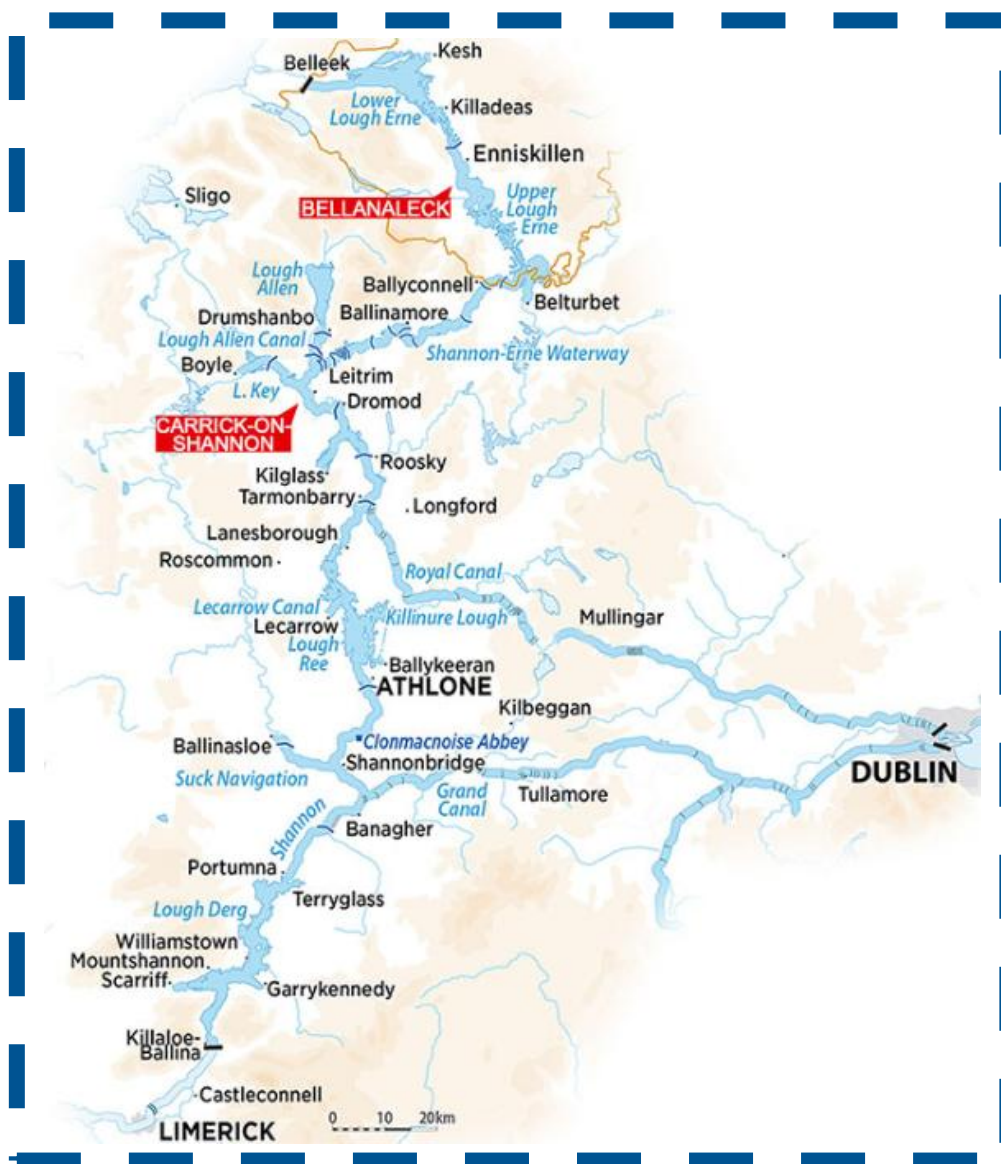 Belleek
Kesh
Lower
Lough Erne
Killadeas
Enniskillen
BELLANALECK
Upper
Lough
Erne
Sligo
Lough
Allen
Ballyconnell
Belturbet
Drumshanbo
Ballinamore
Lough Allen Canal
Shannon-Erne Waterway
Boyle
Leitrim
L. Key
Dromod
CARRICK-ON-
SHANNON
Roosky
Kilglass
Tarmonbarry
Longford
Lanesborough
Roscommon
Royal Canal
Lecarrow Canal
Killinure Lough
Mullingar
Lecarrow
Lough
Ree
Ballykeeran
ATHLONE
Kilbeggan
Ballinasloe
Clonmacnoise Abbey
Shannonbridge
Suck Navigation
DUBLIN
Grand
Canal
Tullamore
Shannon
Banagher
Portumna
Terryglass
Lough Derg
Williamstown
Mountshannon
Scarriff
Garrykennedy
Killaloe-
Ballina
Castleconnell
0 10 20km
LIMERICK